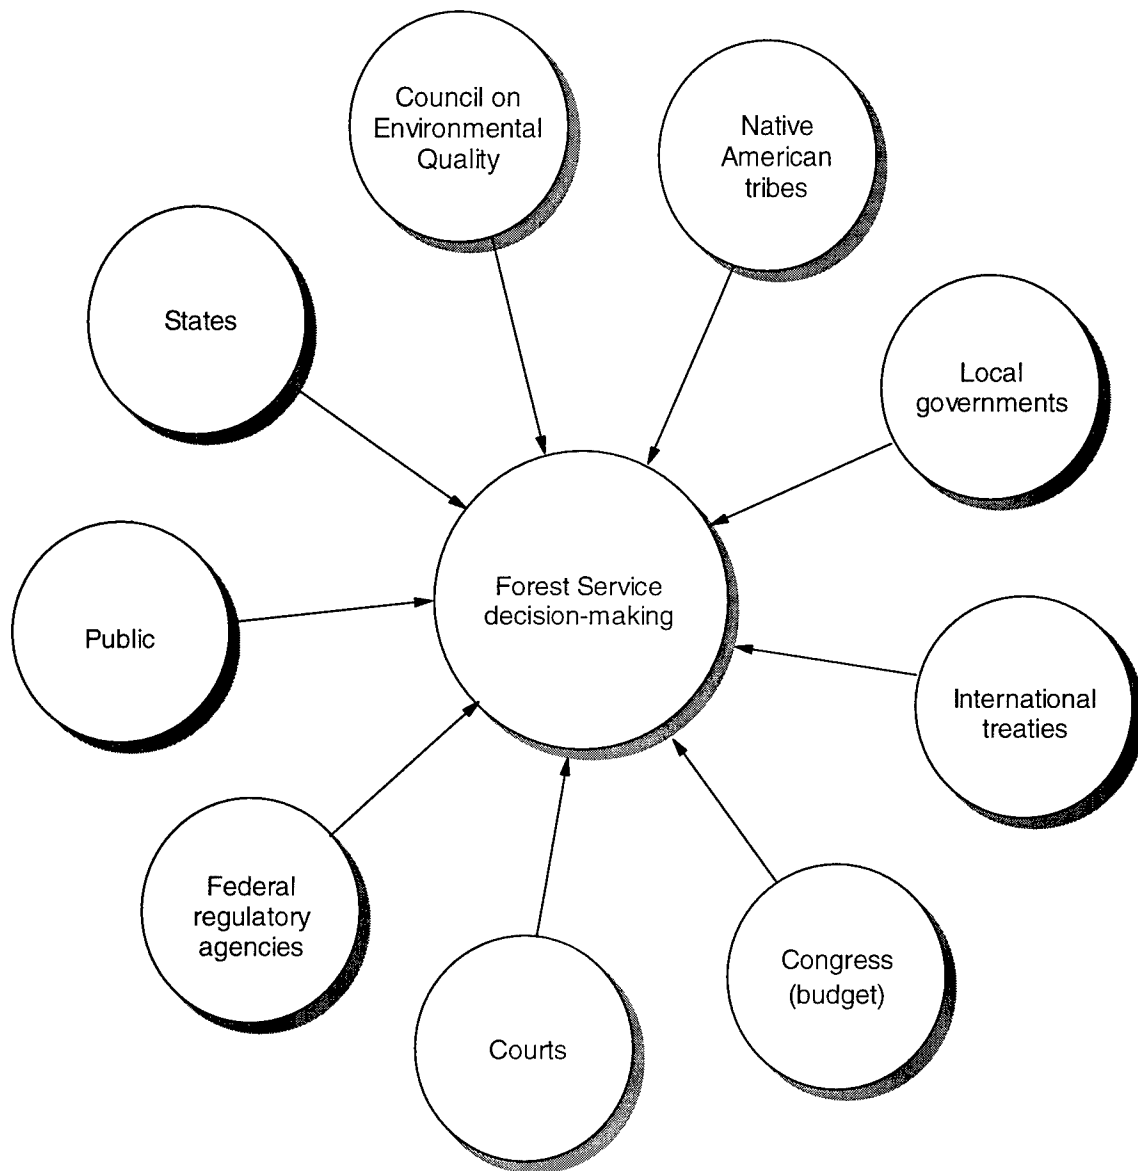 Council on
Environmental
Quality
Native
American
tribes
States
Local
governments
Forest Service
decision-making
Public
International
treaties
Federal
regulatory
agencies
Congress
(budget)
Courts